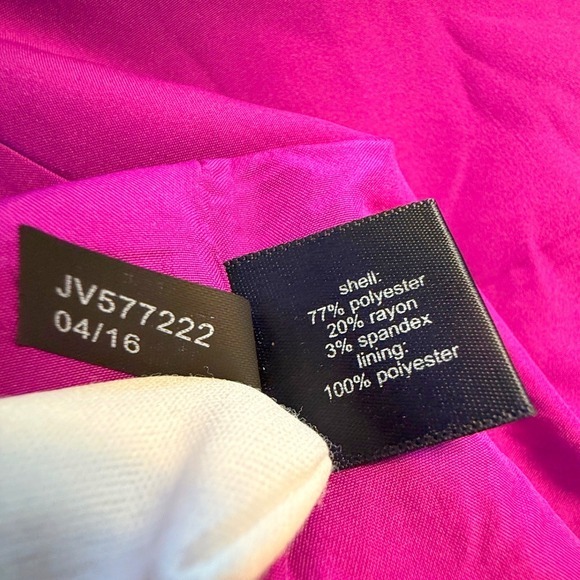 JV577222
04/16
shell:
77% polyester
20% rayon
3% spandex
lining:
100% polyester